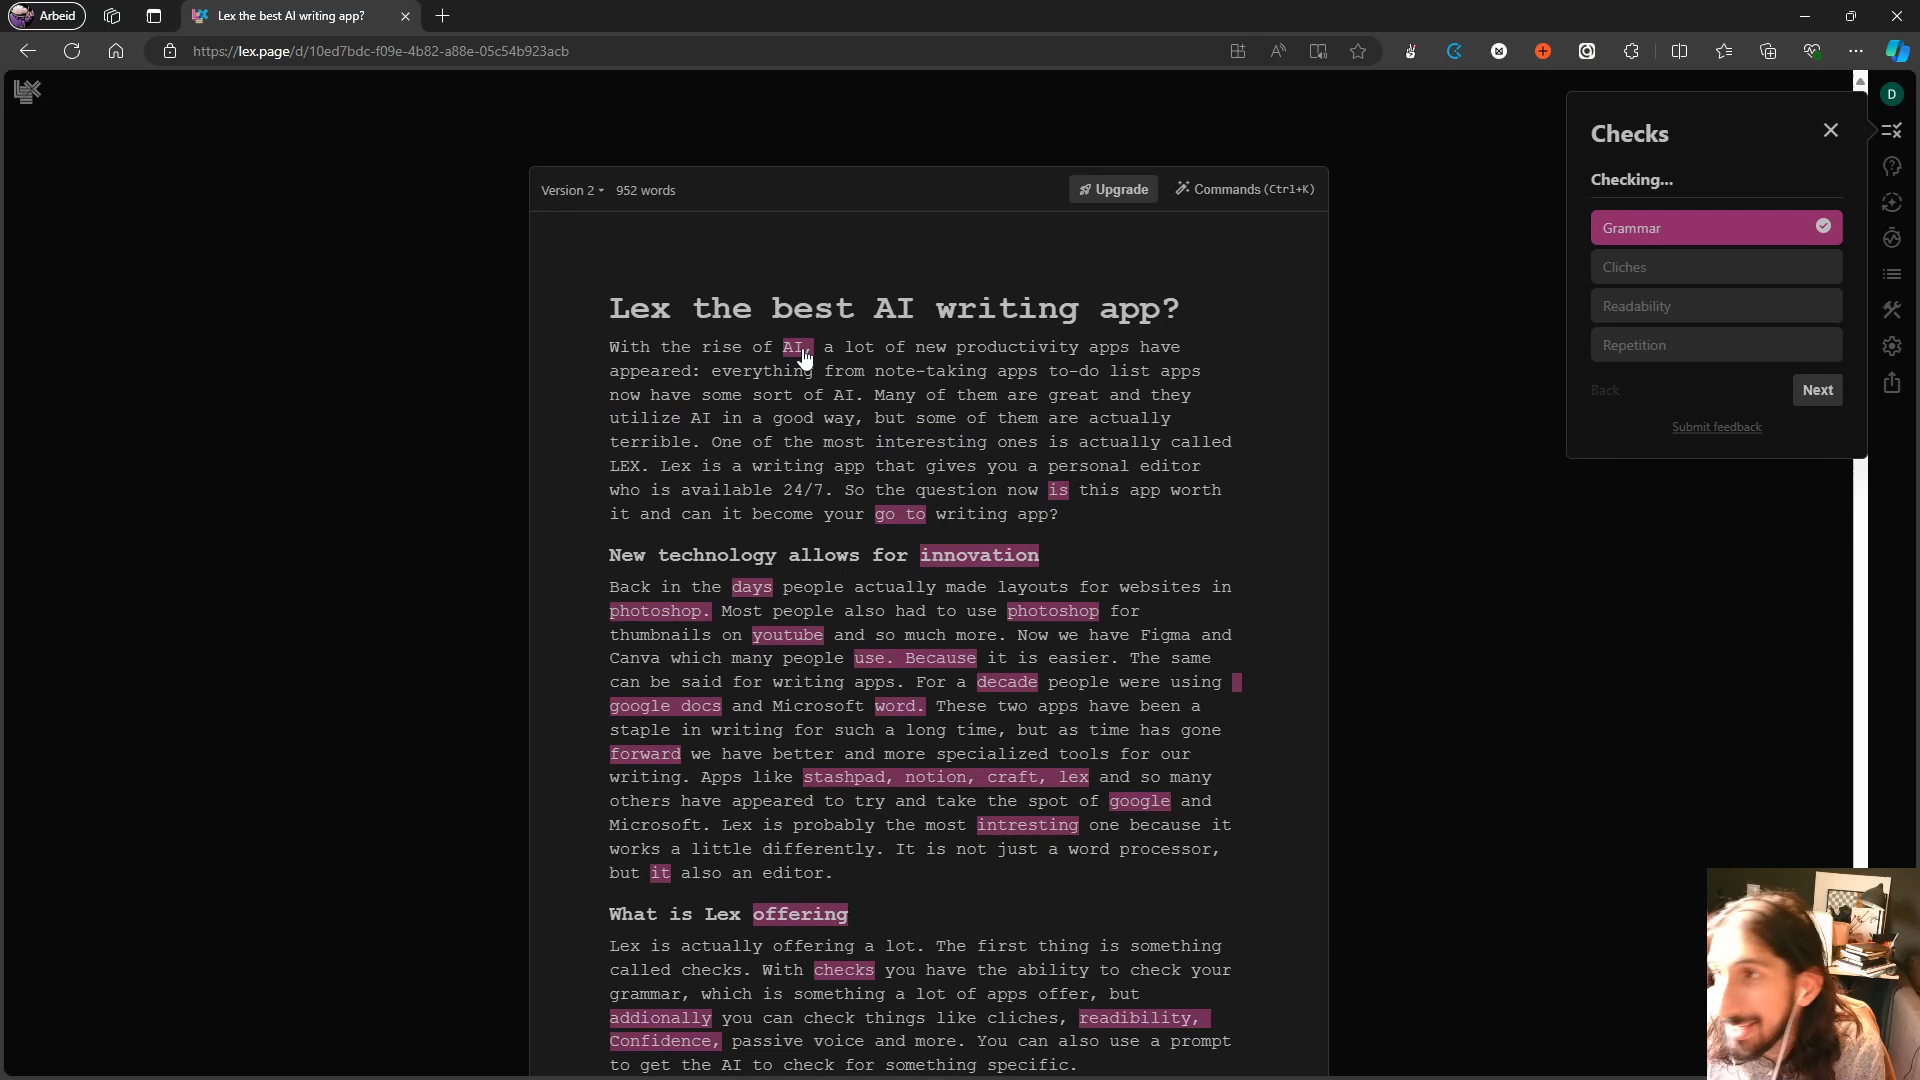 Arbeid
Lex the best AI writing app?
https://lex.page/d/10ed7bdc-f09e-4b82-a88e-05c54b923acb
D
Checks
Checking...
Grammar
Cliches
Readability
Repetition
Back
Next
Submit feedback
Version 2
952 words
Upgrade
Commands (Ctrl+K)
Lex the best AI writing app?
With the rise of AI, a lot of new productivity apps have
appeared: everything from note-taking apps to-do list apps
now have some sort of AI. Many of them are great and they
utilize AI in a good way, but some of them are actually
terrible. One of the most interesting ones is actually called
LEX. Lex is a writing app that gives you a personal editor
who is available 24/7. So the question now is this app worth
it and can it become your go to writing app?
New technology allows for innovation
Back in the days people actually made layouts for websites in
photoshop. Most people also had to use photoshop for
thumbnails on youtube and so much more. Now we have Figma and
Canva which many people use. Because it is easier. The same
can be said for writing apps. For a decade people were using
google docs and Microsoft word. These two apps have been a
staple in writing for such a long time, but as time has gone
forward we have better and more specialized tools for our
writing. Apps like stashpad, notion, craft, lex and so many
others have appeared to try and take the spot of google and
Microsoft. Lex is probably the most intresting one because it
works a little differently. It is not just a word processor,
but it also an editor.
What is Lex offering
Lex is actually offering a lot. The first thing is something
called checks. With checks you have the ability to check your
grammar, which is something a lot of apps offer, but
addionally you can check things like cliches, readibility,
Confidence, passive voice and more. You can also use a prompt
to get the AI to check for something specific.